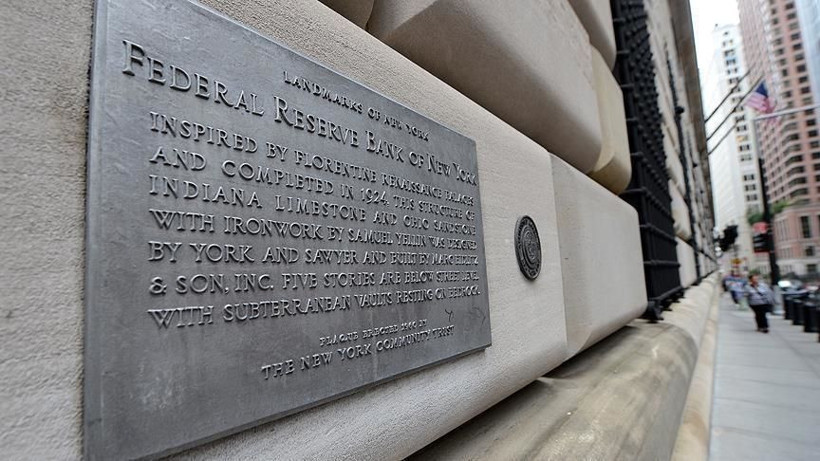 LANDMARKS OF NEW YORK
FEDERAL RESERVE BANK OF NEW YORK
INSPIRED BY FLORENTINE RENAISSANCE PALACES
AND COMPLETED IN 1924, THIS STRUCTURE OF
INDIANA LIMESTONE AND OHIO SANDSTONE
WITH IRONWORK BY SAMUEL YELLIN WAS DESIGNED
BY YORK AND SAWYER AND BUILT BY MARC EIDLITZ
& SON, INC. FIVE STORIES ARE BELOW STREET LEVEL
WITH SUBTERRANEAN VAULTS RESTING ON BEDROCK.
PLAQUE ERECTED BY
THE NEW YORK COMMUNITY TRUST